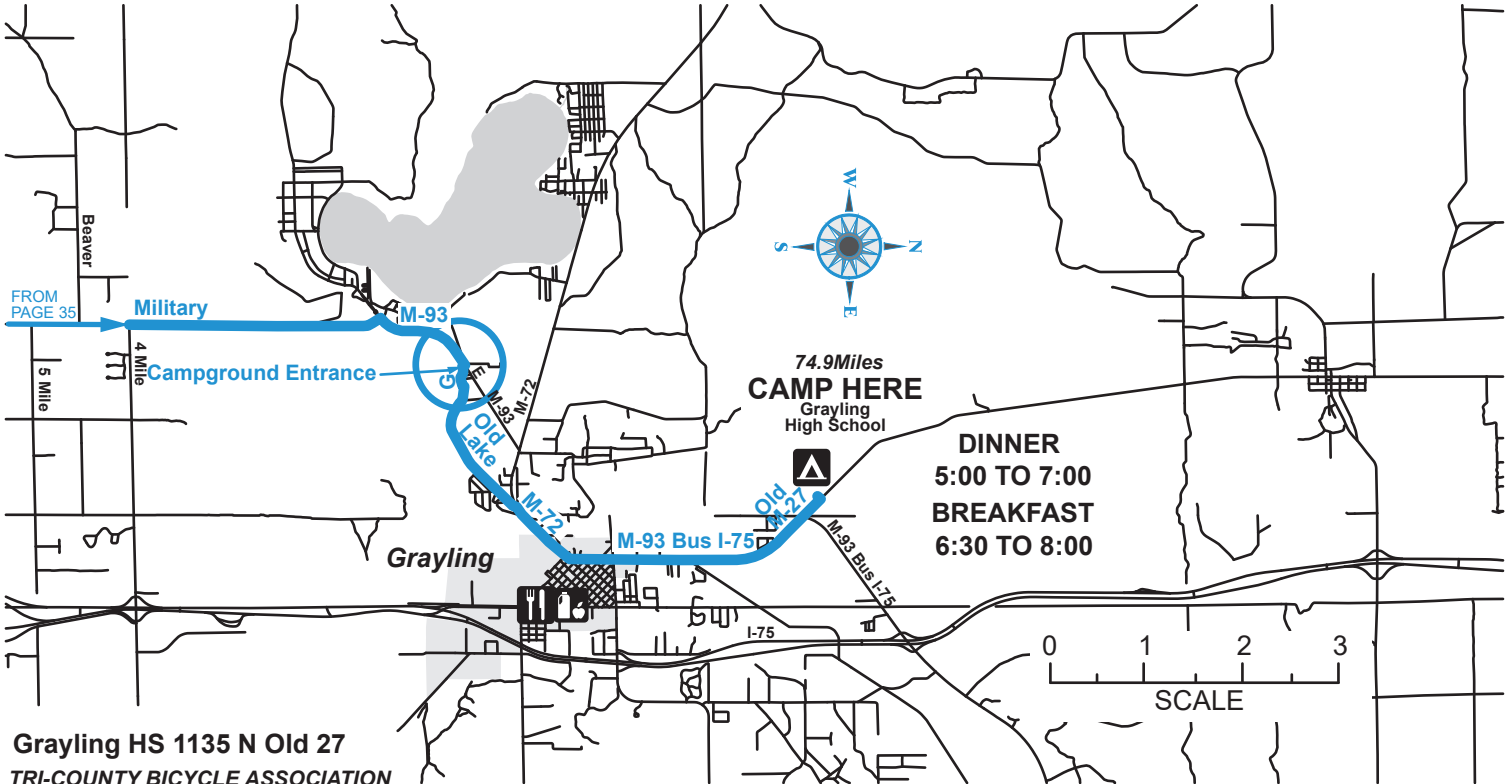 W
N
S
E
Beaver
FROM
PAGE 35
Military
M-93
4 Mile
5 Mile
Campground Entrance
G
E
M-93
M-72
Old
Lake
M-72
74.9Miles
CAMP HERE
Grayling
High School
Old
M-27
DINNER
5:00 TO 7:00
BREAKFAST
6:30 TO 8:00
M-93 Bus I-75
M-93 Bus I-75
Grayling
I-75
0 1 2 3
SCALE
Grayling HS 1135 N Old 27
TRI-COUNTY BICYCLE ASSOCIATION